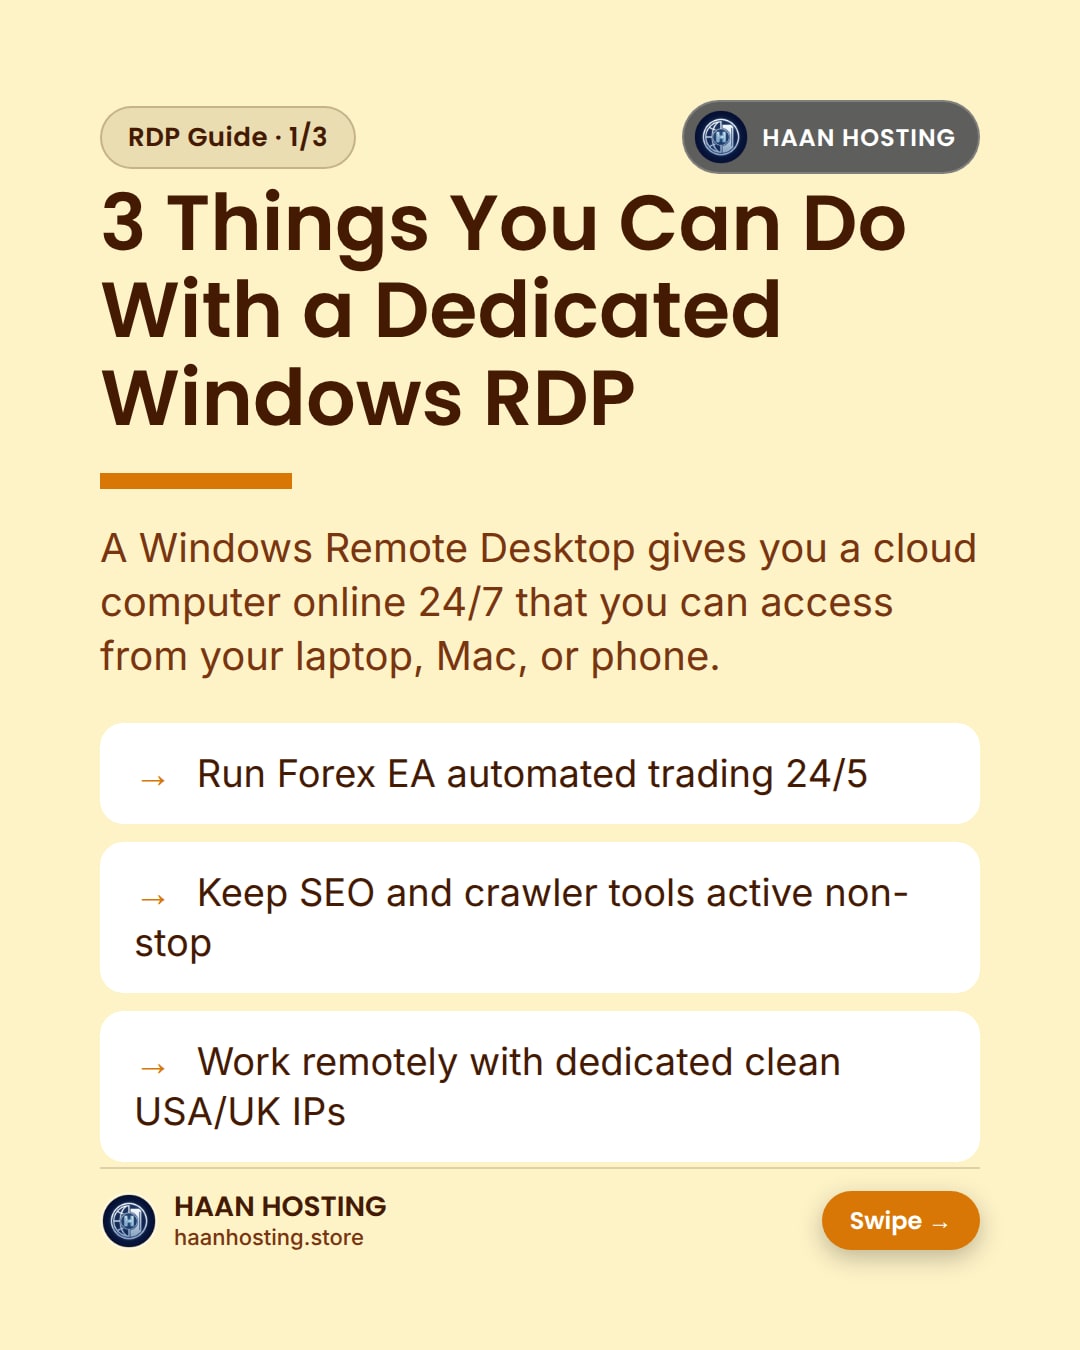 RDP Guide · 1/3
HAAN HOSTING
3 Things You Can Do
With a Dedicated
Windows RDP
A Windows Remote Desktop gives you a cloud
computer online 24/7 that you can access
from your laptop, Mac, or phone.
→ Run Forex EA automated trading 24/5
→ Keep SEO and crawler tools active non-
stop
→ Work remotely with dedicated clean
USA/UK IPs
HAAN HOSTING
haanhosting.store
Swipe →